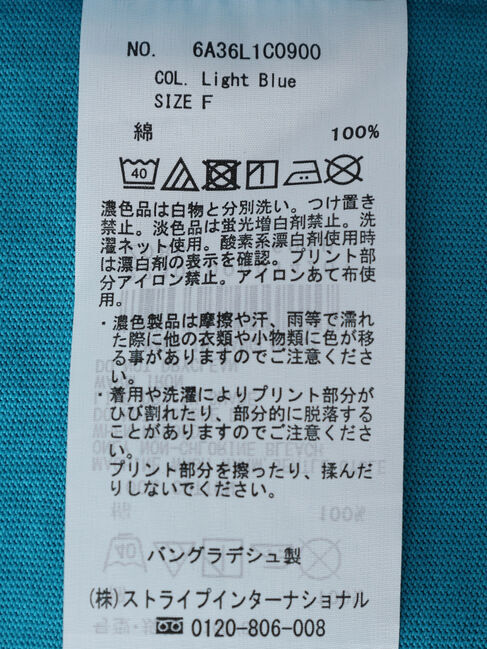 NO. 6A36L1C0900
COL. Light Blue
SIZE F
綿 100%
40
濃色品は白物と分別洗い。つけ置き
禁止。淡色品は蛍光増白剤禁止。洗
濯ネット使用。酸素系漂白剤使用時
は漂白剤の表示を確認。プリント部
分アイロン禁止。アイロンあて布使
用。
・濃色製品は摩擦や汗、雨等で濡れ
た際に他の衣類や小物類に色が移
る事がありますのでご注意くださ
い。
・着用や洗濯によりプリント部分が
ひび割れたり、部分的に脱落する
ことがありますのでご注意くださ
い。
プリント部分を擦ったり、揉んだ
りしないでください。
バングラデシュ製
(株)ストライプインターナショナル
0120-806-008